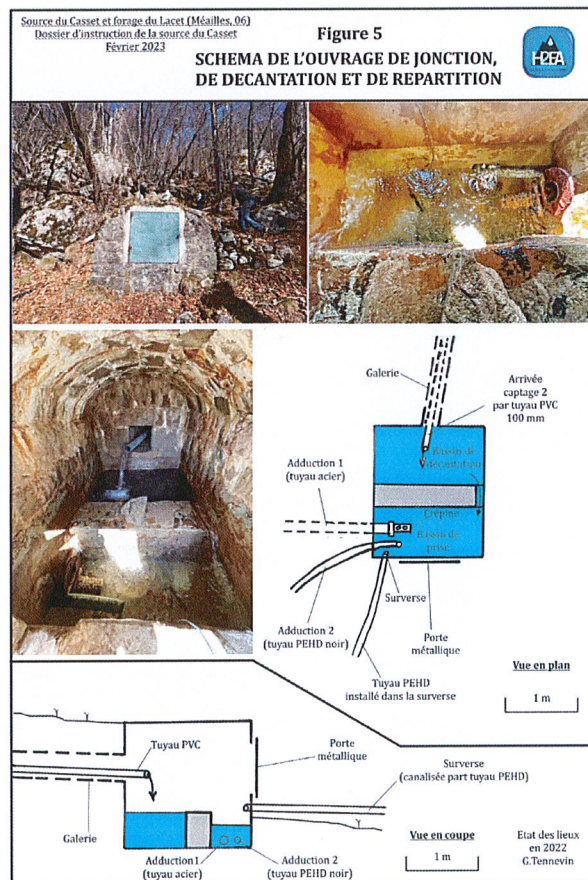 Source du Casset et forage du Lacet (Méailles, 06)
Dossier d'instruction de la source du Casset
Février 2023
Figure 5
SCHEMA DE L'OUVRAGE DE JONCTION,
DE DECANTATION ET DE REPARTITION
H2EA
Galerie
Arrivée
captage 2
par tuyau PVC
100 mm
Bassin de
décantation
Adduction 1
(tuyau acier)
Crépine
Bassin de
prise
Surverse
Adduction 2
(tuyau PEHD noir)
Porte
métallique
Tuyau PEHD
installé dans la surverse
Vue en plan
1 m
Tuyau PVC
Porte
métallique
Surverse
(canalisée part tuyau PEHD)
Galerie
Adduction1
(tuyau acier)
Adduction 2
(tuyau PEHD noir)
Vue en coupe
1 m
Etat des lieux
en 2022
G.Tennevin